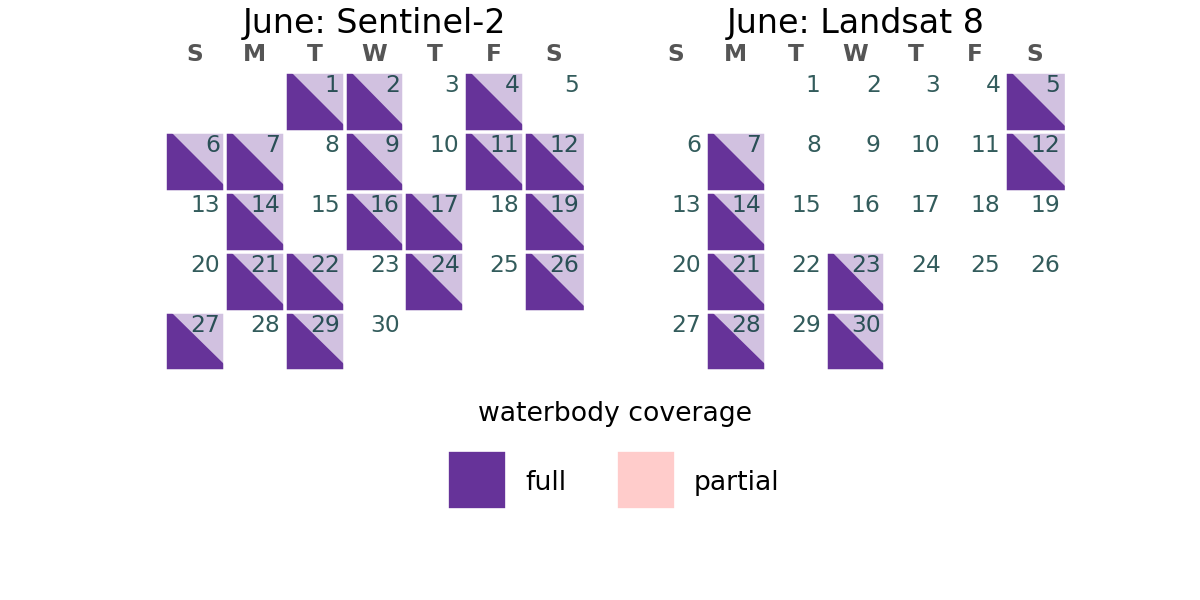 June: Sentinel-2
S M T W T F S
1 2 3 4 5
6 7 8 9 10 11 12
13 14 15 16 17 18 19
20 21 22 23 24 25 26
27 28 29 30
June: Landsat 8
S M T W T F S
1 2 3 4 5
6 7 8 9 10 11 12
13 14 15 16 17 18 19
20 21 22 23 24 25 26
27 28 29 30
waterbody coverage
full partial